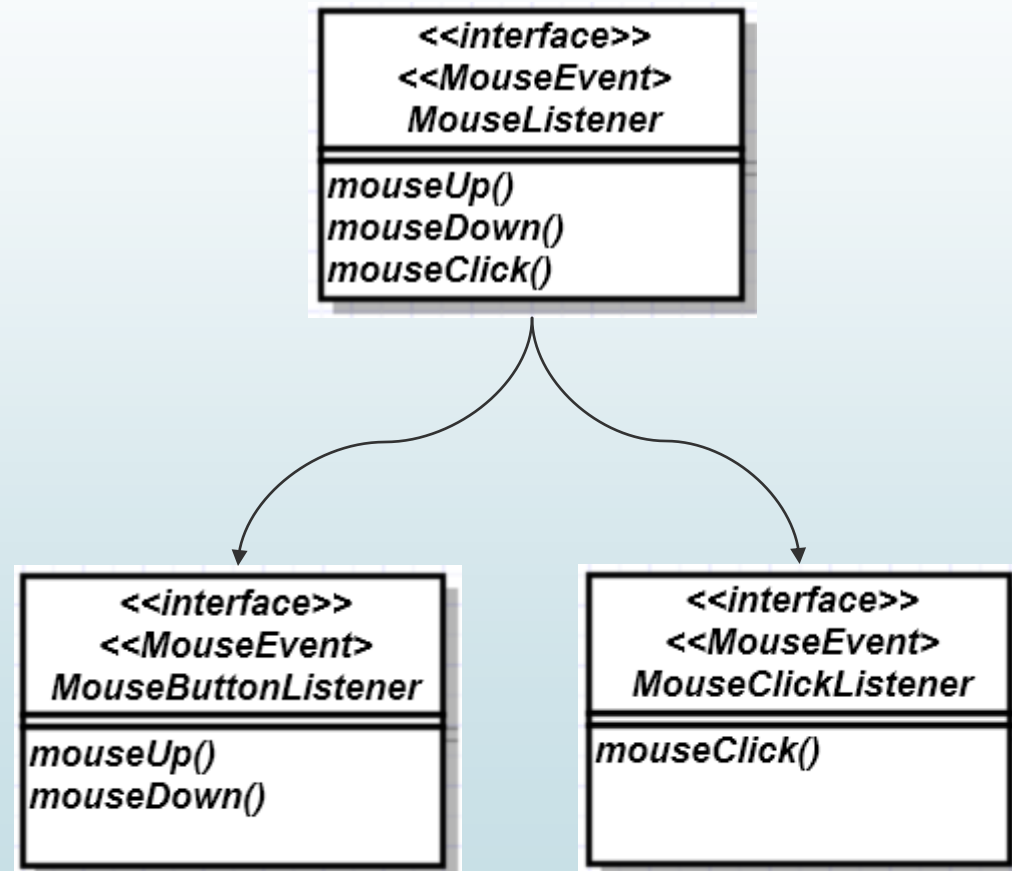 <<interface>>
<<MouseEvent>
MouseListener
mouseUp()
mouseDown()
mouseClick()
<<interface>>
<<MouseEvent>
MouseButtonListener
mouseUp()
mouseDown()
<<interface>>
<<MouseEvent>
MouseClickListener
mouseClick()